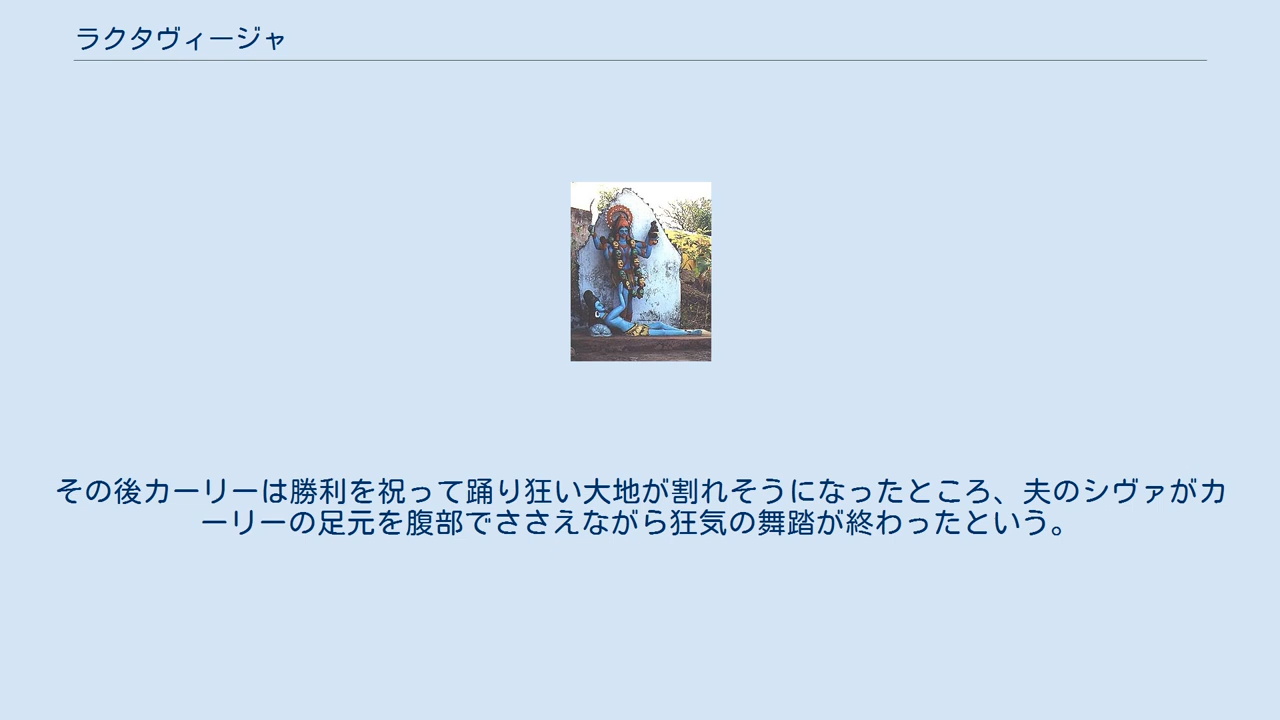 ラクタヴィージャ
その後カーリーは勝利を祝って踊り狂い大地が割れそうになったところ、夫のシヴァがカ
ーリーの足元を腹部でささえながら狂気の舞踏が終わったという。